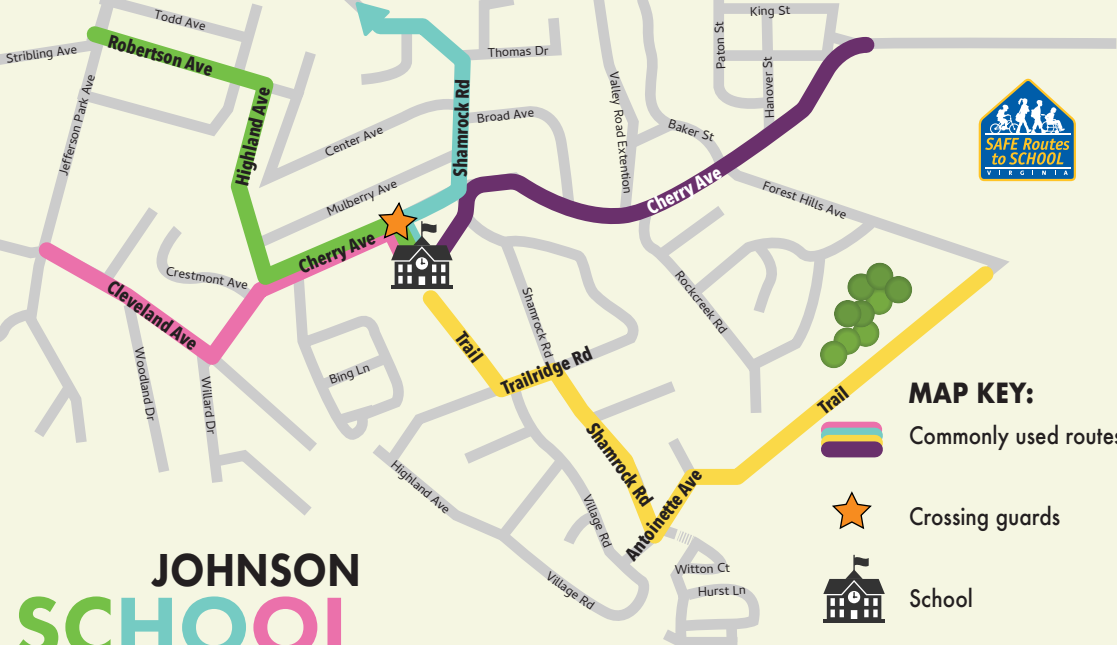 Todd Ave
King St
Stribling Ave
Robertson Ave
Thomas Dr
Paton St
Hanover St
Jefferson Park Ave
Highland Ave
Shamrock Rd
Valley Road Extention
Center Ave
Broad Ave
Baker St
SAFE Routes
to SCHOOL
VIRGINIA
Mulberry Ave
Cherry Ave
Forest Hills Ave
Cherry Ave
Crestmont Ave
Cleveland Ave
Shamrock Rd
Rockcreek Rd
Trail
Trailridge Rd
Bing Ln
Woodland Dr
Willard Dr
Trail
MAP KEY:
Commonly used routes
Shamrock Rd
Highland Ave
Antoinette Ave
Village Rd
Crossing guards
Witton Ct
Hurst Ln
Village Rd
School
JOHNSON
SCHOOL